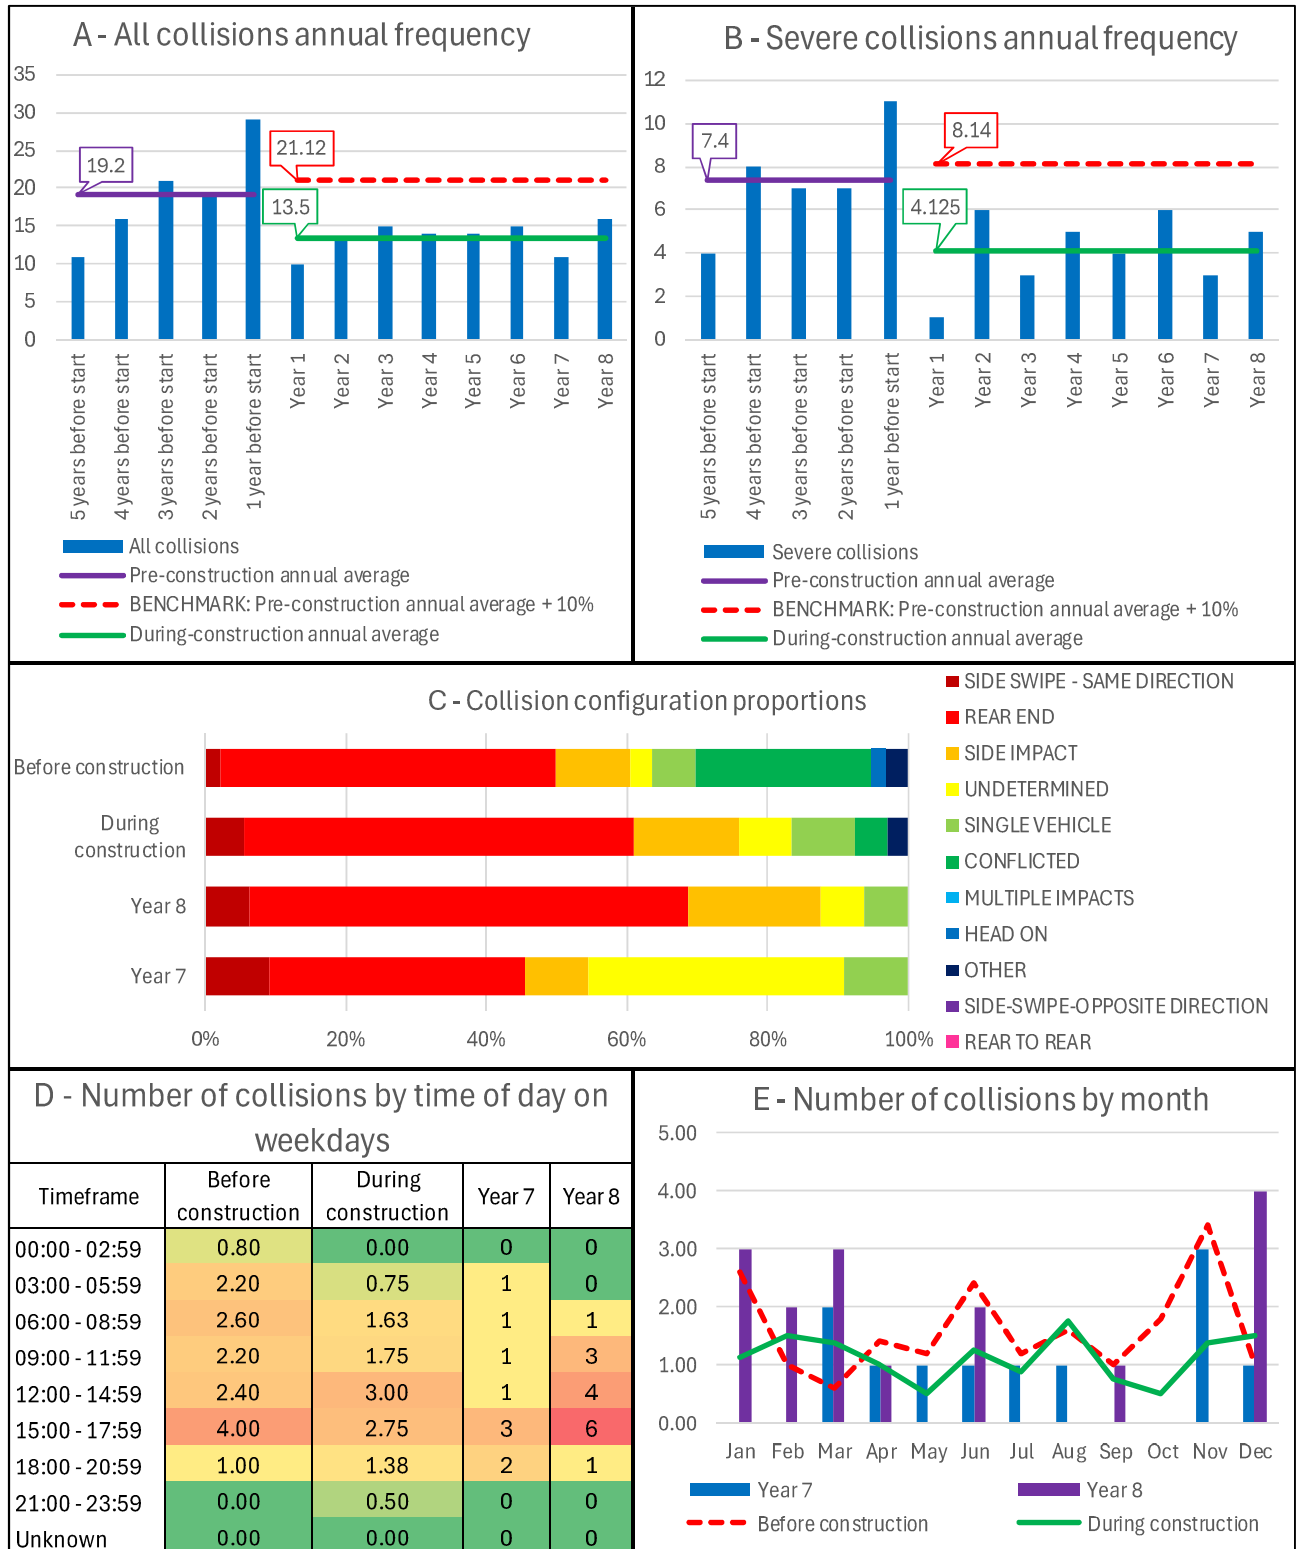 A - All collisions annual frequency
35
30
25
20
15
10
5
0
19.2
21.12
13.5
5 years before start
4 years before start
3 years before start
2 years before start
1 year before start
Year 1
Year 2
Year 3
Year 4
Year 5
Year 6
Year 7
Year 8
All collisions
Pre-construction annual average
BENCHMARK: Pre-construction annual average + 10%
During-construction annual average
B - Severe collisions annual frequency
12
10
8
6
4
2
0
7.4
8.14
4.125
5 years before start
4 years before start
3 years before start
2 years before start
1 year before start
Year 1
Year 2
Year 3
Year 4
Year 5
Year 6
Year 7
Year 8
Severe collisions
Pre-construction annual average
BENCHMARK: Pre-construction annual average + 10%
During-construction annual average
C - Collision configuration proportions
Before construction
During
construction
Year 8
Year 7
0% 20% 40% 60% 80% 100%
SIDE SWIPE - SAME DIRECTION
REAR END
SIDE IMPACT
UNDETERMINED
SINGLE VEHICLE
CONFLICTED
MULTIPLE IMPACTS
HEAD ON
OTHER
SIDE-SWIPE-OPPOSITE DIRECTION
REAR TO REAR
D - Number of collisions by time of day on
weekdays
Timeframe Before construction During construction Year 7 Year 8
00:00 - 02:59 0.80 0.00 0 0
03:00 - 05:59 2.20 0.75 1 0
06:00 - 08:59 2.60 1.63 1 1
09:00 - 11:59 2.20 1.75 1 3
12:00 - 14:59 2.40 3.00 1 4
15:00 - 17:59 4.00 2.75 3 6
18:00 - 20:59 1.00 1.38 2 1
21:00 - 23:59 0.00 0.50 0 0
Unknown 0.00 0.00 0 0
E - Number of collisions by month
5.00
4.00
3.00
2.00
1.00
0.00
Jan Feb Mar Apr May Jun Jul Aug Sep Oct Nov Dec
Year 7 Year 8
Before construction During construction